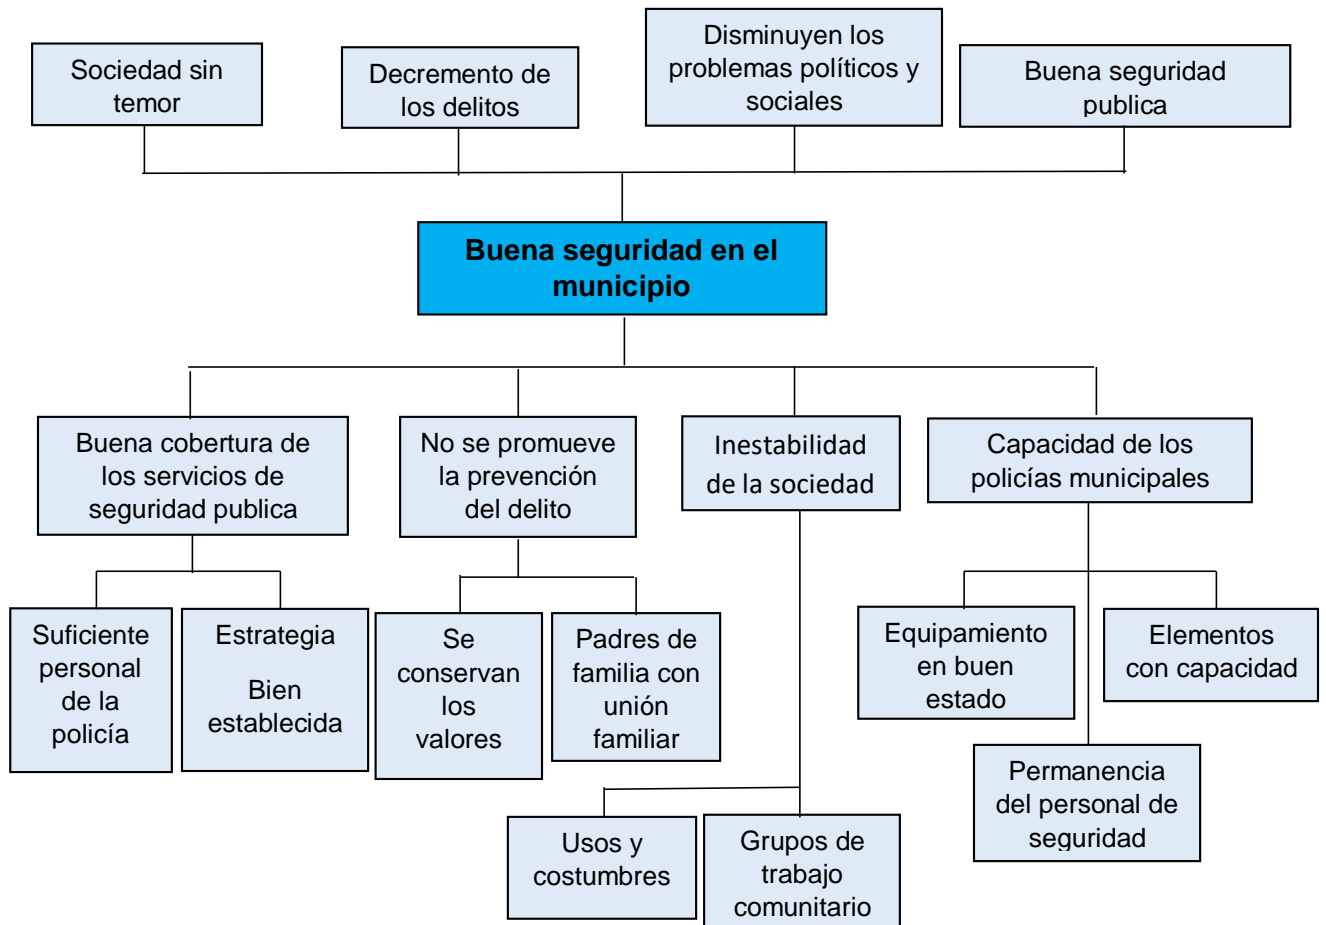 Sociedad sin
temor
Decremento de
los delitos
Disminuyen los
problemas políticos y
sociales
Buena seguridad
publica
Buena seguridad en el
municipio
Buena cobertura de
los servicios de
seguridad publica
No se promueve
la prevención
del delito
Inestabilidad
de la sociedad
Capacidad de los
policías municipales
Suficiente
personal
de la
policía
Estrategia
Bien
establecida
Se
conservan
los
valores
Padres de
familia con
unión
familiar
Equipamiento
en buen
estado
Elementos
con capacidad
Permanencia
del personal de
seguridad
Usos y
costumbres
Grupos de
trabajo
comunitario